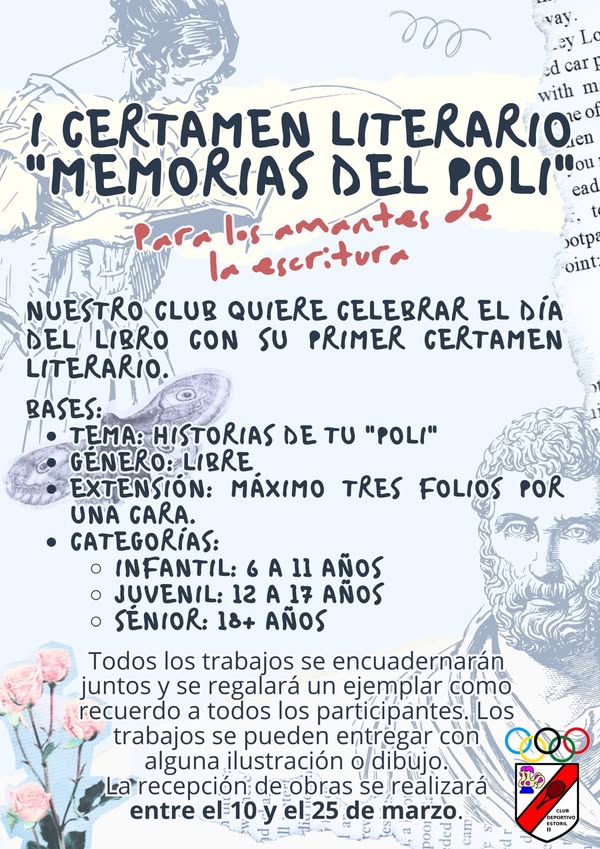 I CERTAMEN LITERARIO
"MEMORIAS DEL POLI"
Para los amantes de
la escritura
NUESTRO CLUB QUIERE CELEBRAR EL DÍA
DEL LIBRO CON SU PRIMER CERTAMEN
LITERARIO.
BASES:
• TEMA: HISTORIAS DE TU "POLI"
• GÉNERO: LIBRE
• EXTENSIÓN: MÁXIMO TRES FOLIOS POR
UNA CARA.
• CATEGORÍAS:
○ INFANTIL: 6 A 11 AÑOS
○ JUVENIL: 12 A 17 AÑOS
○ SÉNIOR: 18+ AÑOS
Todos los trabajos se encuadernarán
juntos y se regalará un ejemplar como
recuerdo a todos los participantes. Los
trabajos se pueden entregar con
alguna ilustración o dibujo.
La recepción de obras se realizará
entre el 10 y el 25 de marzo.
CLUB
DEPORTIVO
ESTORIL
II
way.
ed car
with